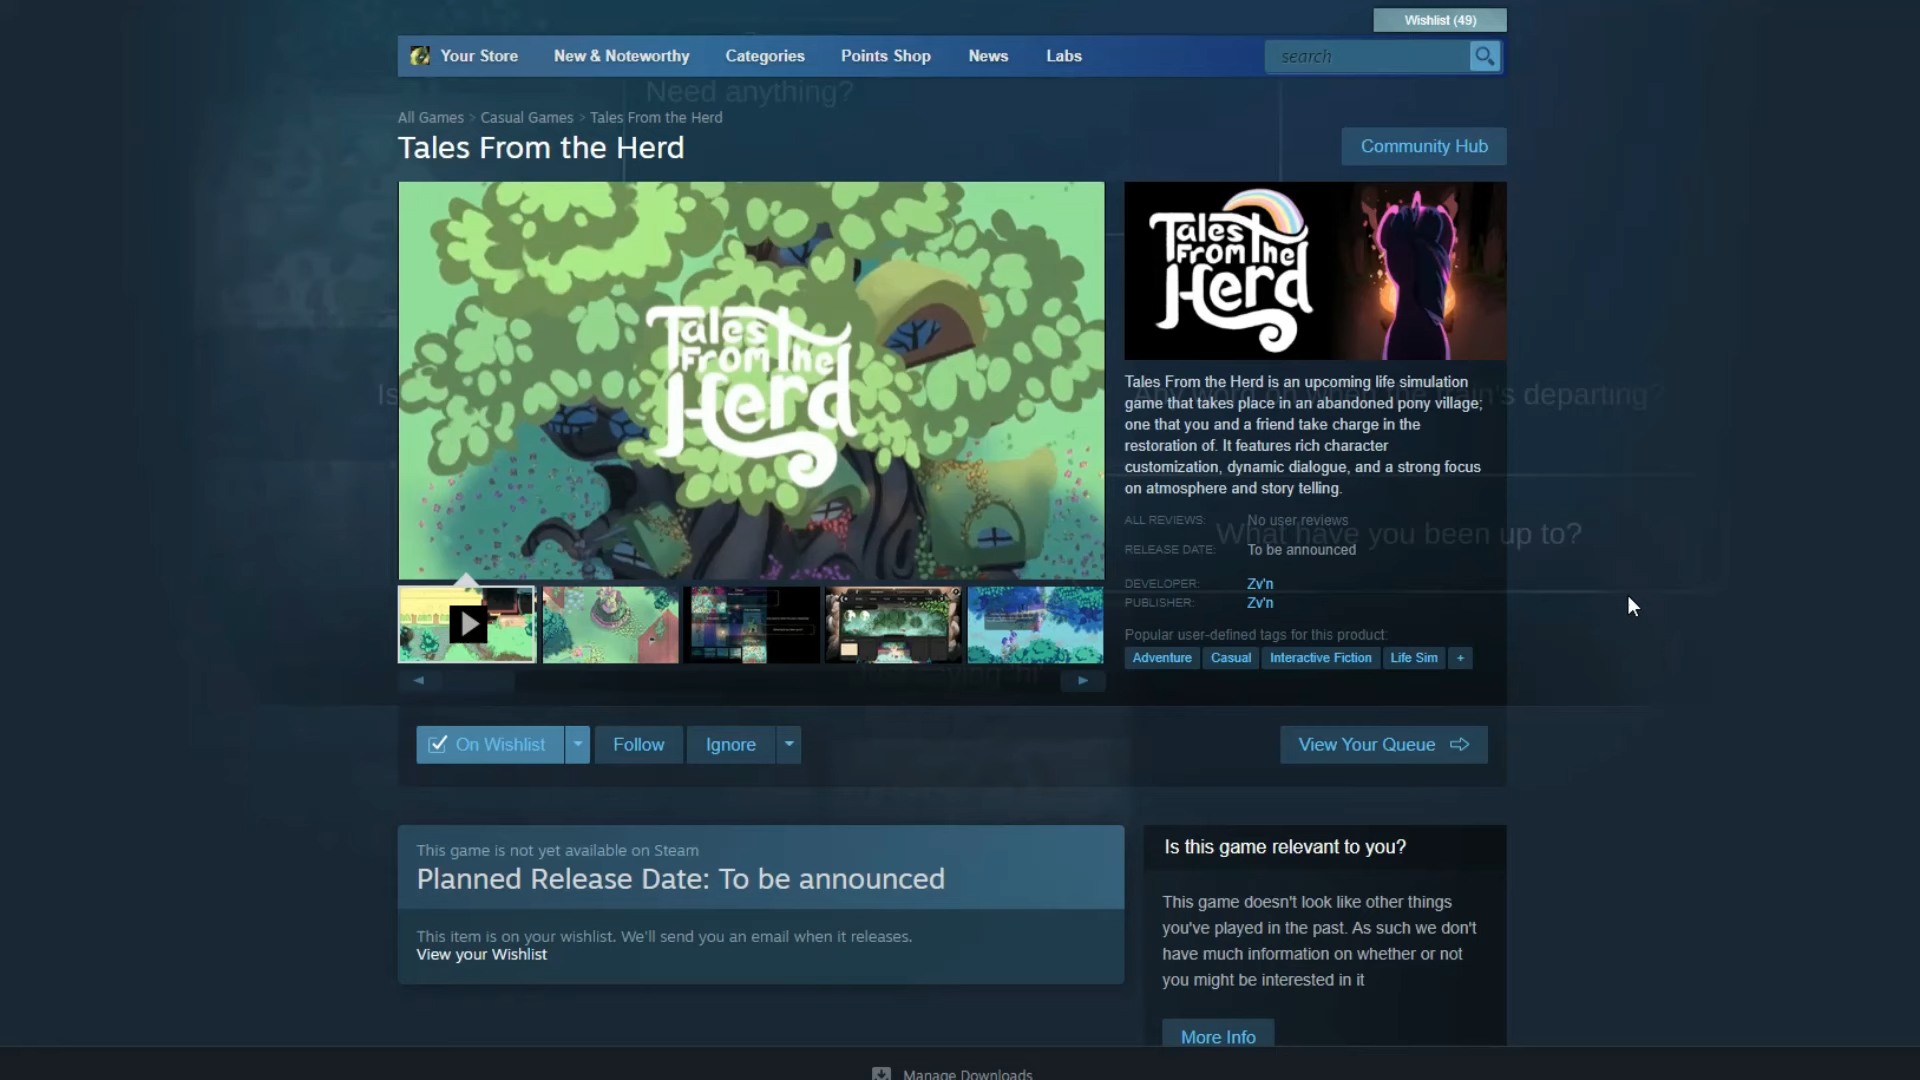 Wishlist (49)
Your Store
New & Noteworthy
Categories
Points Shop
News
Labs
search
Need anything?
All Games > Casual Games > Tales From the Herd
Tales From the Herd
Community Hub
Tales
From The
Herd
Tales
From The
Herd
Tales From the Herd is an upcoming life simulation
game that takes place in an abandoned pony village;
one that you and a friend take charge in the
restoration of. It features rich character
customization, dynamic dialogue, and a strong focus
on atmosphere and story telling.
departing?
ALL REVIEWS: No user reviews
What have you been up to?
RELEASE DATE: To be announced
DEVELOPER: Zv'n
PUBLISHER: Zv'n
Popular user-defined tags for this product:
Adventure
Casual
Interactive Fiction
Life Sim
+
On Wishlist
Follow
Ignore
View Your Queue
This game is not yet available on Steam
Planned Release Date: To be announced
This item is on your wishlist. We'll send you an email when it releases.
View your Wishlist
Is this game relevant to you?
This game doesn't look like other things
you've played in the past. As such we don't
have much information on whether or not
you might be interested in it
More Info
Manage Downloads